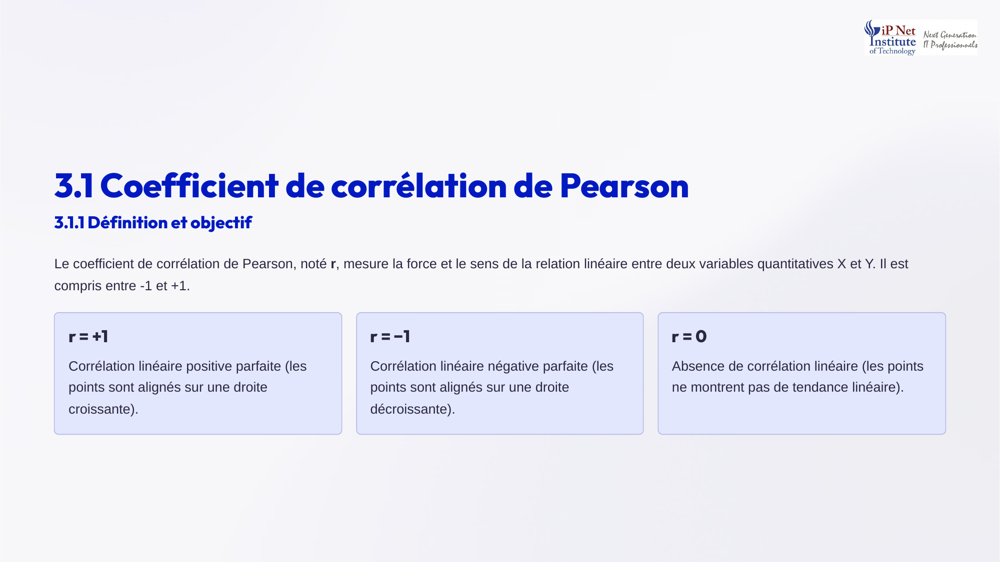 iP Net
Institute
of Technology
Next Generation
IT Professionnels
3.1 Coefficient de corrélation de Pearson
3.1.1 Définition et objectif
Le coefficient de corrélation de Pearson, noté r, mesure la force et le sens de la relation linéaire entre deux variables quantitatives X et Y. Il est
compris entre -1 et +1.
r = +1
Corrélation linéaire positive parfaite (les
points sont alignés sur une droite
croissante).
r = −1
Corrélation linéaire négative parfaite (les
points sont alignés sur une droite
décroissante).
r = 0
Absence de corrélation linéaire (les points
ne montrent pas de tendance linéaire).